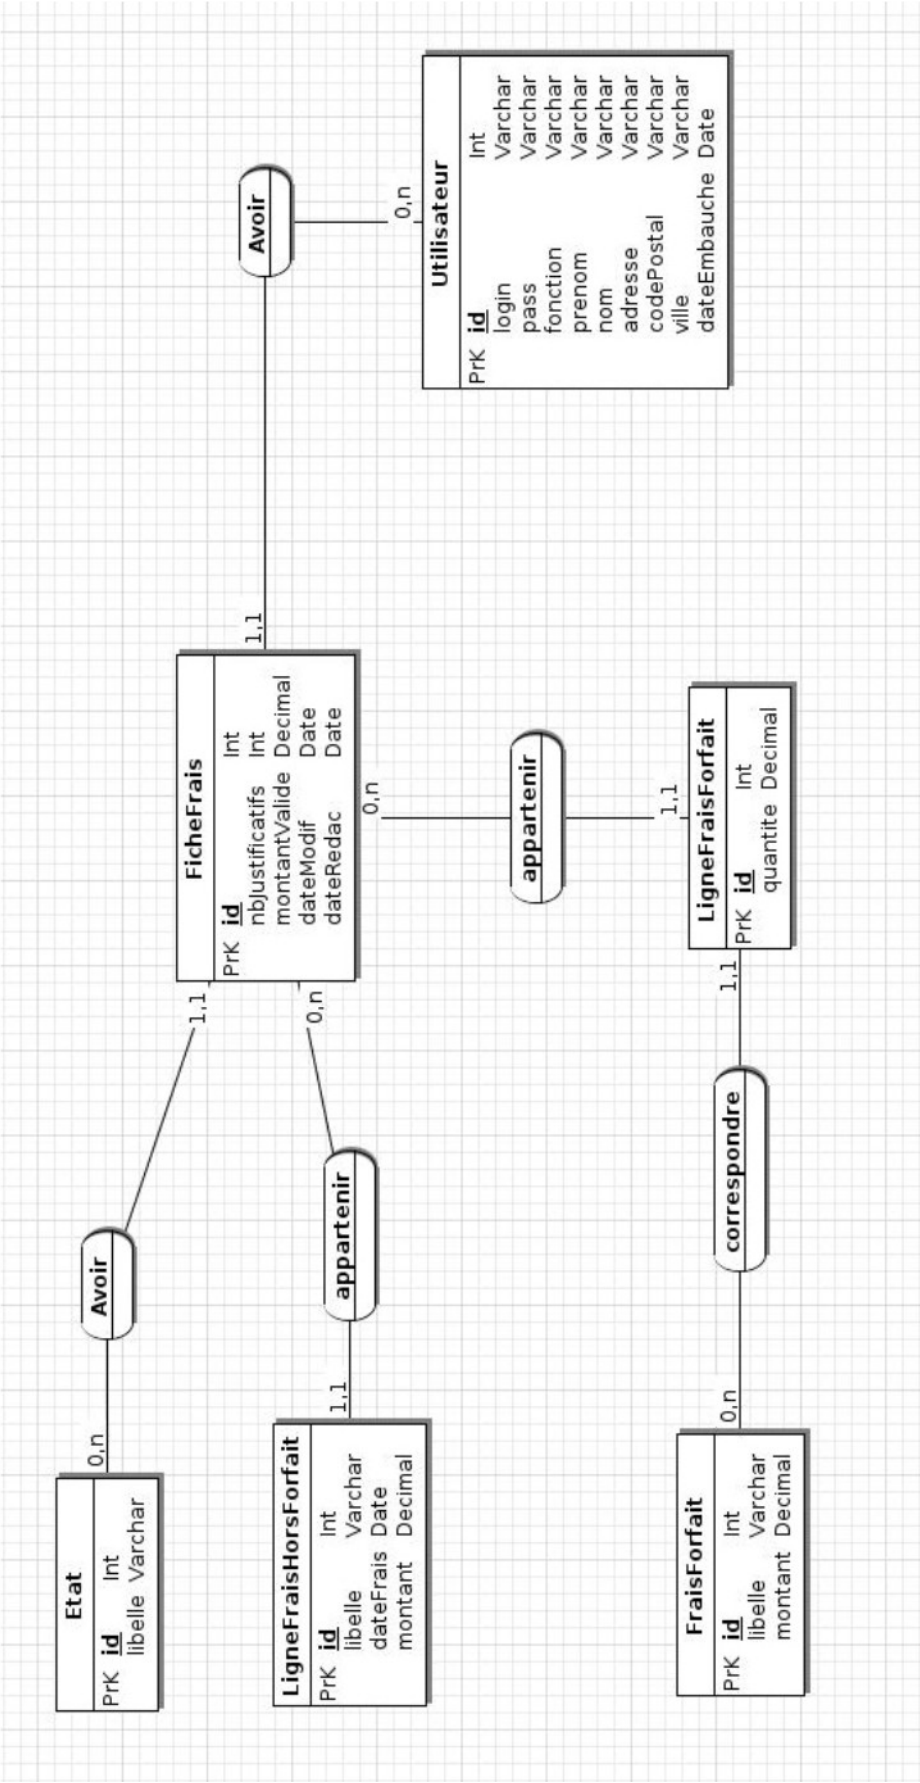 Etat
PrK id Int
libelle Varchar
0,n
Avoir
1,1
LigneFraisHorsForfait
PrK id Int
libelle Varchar
dateFrais Date
montant Decimal
1,1
appartenir
0,n
FicheFrais
PrK id Int
nbJustificatifs Int
montantValide Decimal
dateModif Date
dateRedac Date
1,1
Avoir
0,n
Utilisateur
PrK id Int
login Varchar
pass Varchar
fonction Varchar
prenom Varchar
nom Varchar
adresse Varchar
codePostal Varchar
ville Varchar
dateEmbauche Date
0,n
appartenir
1,1
FraisForfait
PrK id Int
libelle Varchar
montant Decimal
0,n
correspondre
1,1
LigneFraisForfait
PrK id Int
quantite Decimal